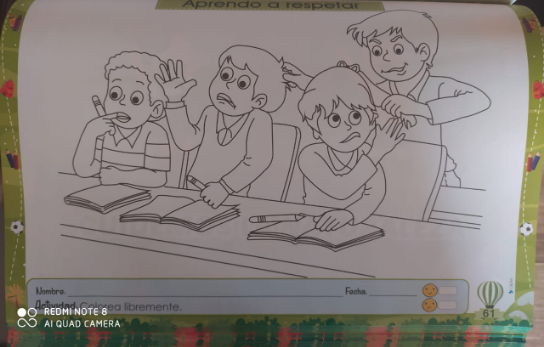 Aprendo a respetar
Nombre: Fecha:
Actividad: Colorea libremente.
61
REDMI NOTE 8
AI QUAD CAMERA